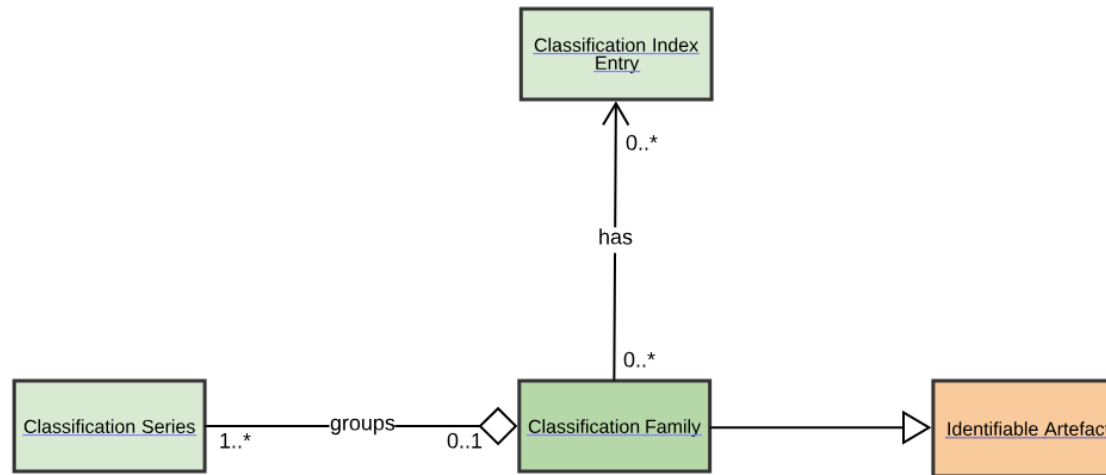 Classification Index
Entry
0..*
has
0..*
Classification Series
1..*
groups
0..1
Classification Family
Identifiable Artefact